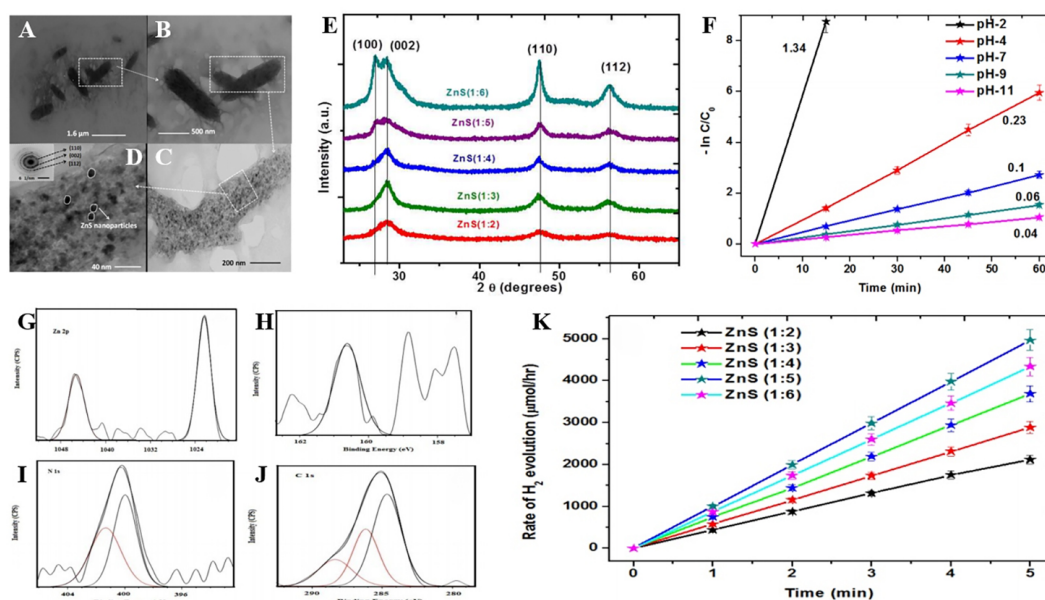 A
1.6 μm
B
500 nm
D
(110)
(002)
(112)
ZnS nanoparticles
40 nm
C
200 nm
E
(100)
(002)
(110)
(112)
ZnS(1:6)
ZnS(1:5)
ZnS(1:4)
ZnS(1:3)
ZnS(1:2)
Intensity (a.u.)
23
33
43
53
63
2 θ (degrees)
F
pH-2
pH-4
pH-7
pH-9
pH-11
1.34
0.23
0.1
0.06
0.04
- ln C/C0
8
6
4
2
0
0
10
20
30
40
50
60
Time (min)
G
Zn 2p
Intensity (CPS)
1048
1040
1032
1024
H
Intensity (CPS)
162
160
158
Binding Energy (eV)
I
N 1s
Intensity (CPS)
404
400
396
J
C 1s
Intensity (CPS)
290
285
280
K
ZnS (1:2)
ZnS (1:3)
ZnS (1:4)
ZnS (1:5)
ZnS (1:6)
Rate of H2 evolution (μmol/hr)
5000
4000
3000
2000
1000
0
0
1
2
3
4
5
Time (min)